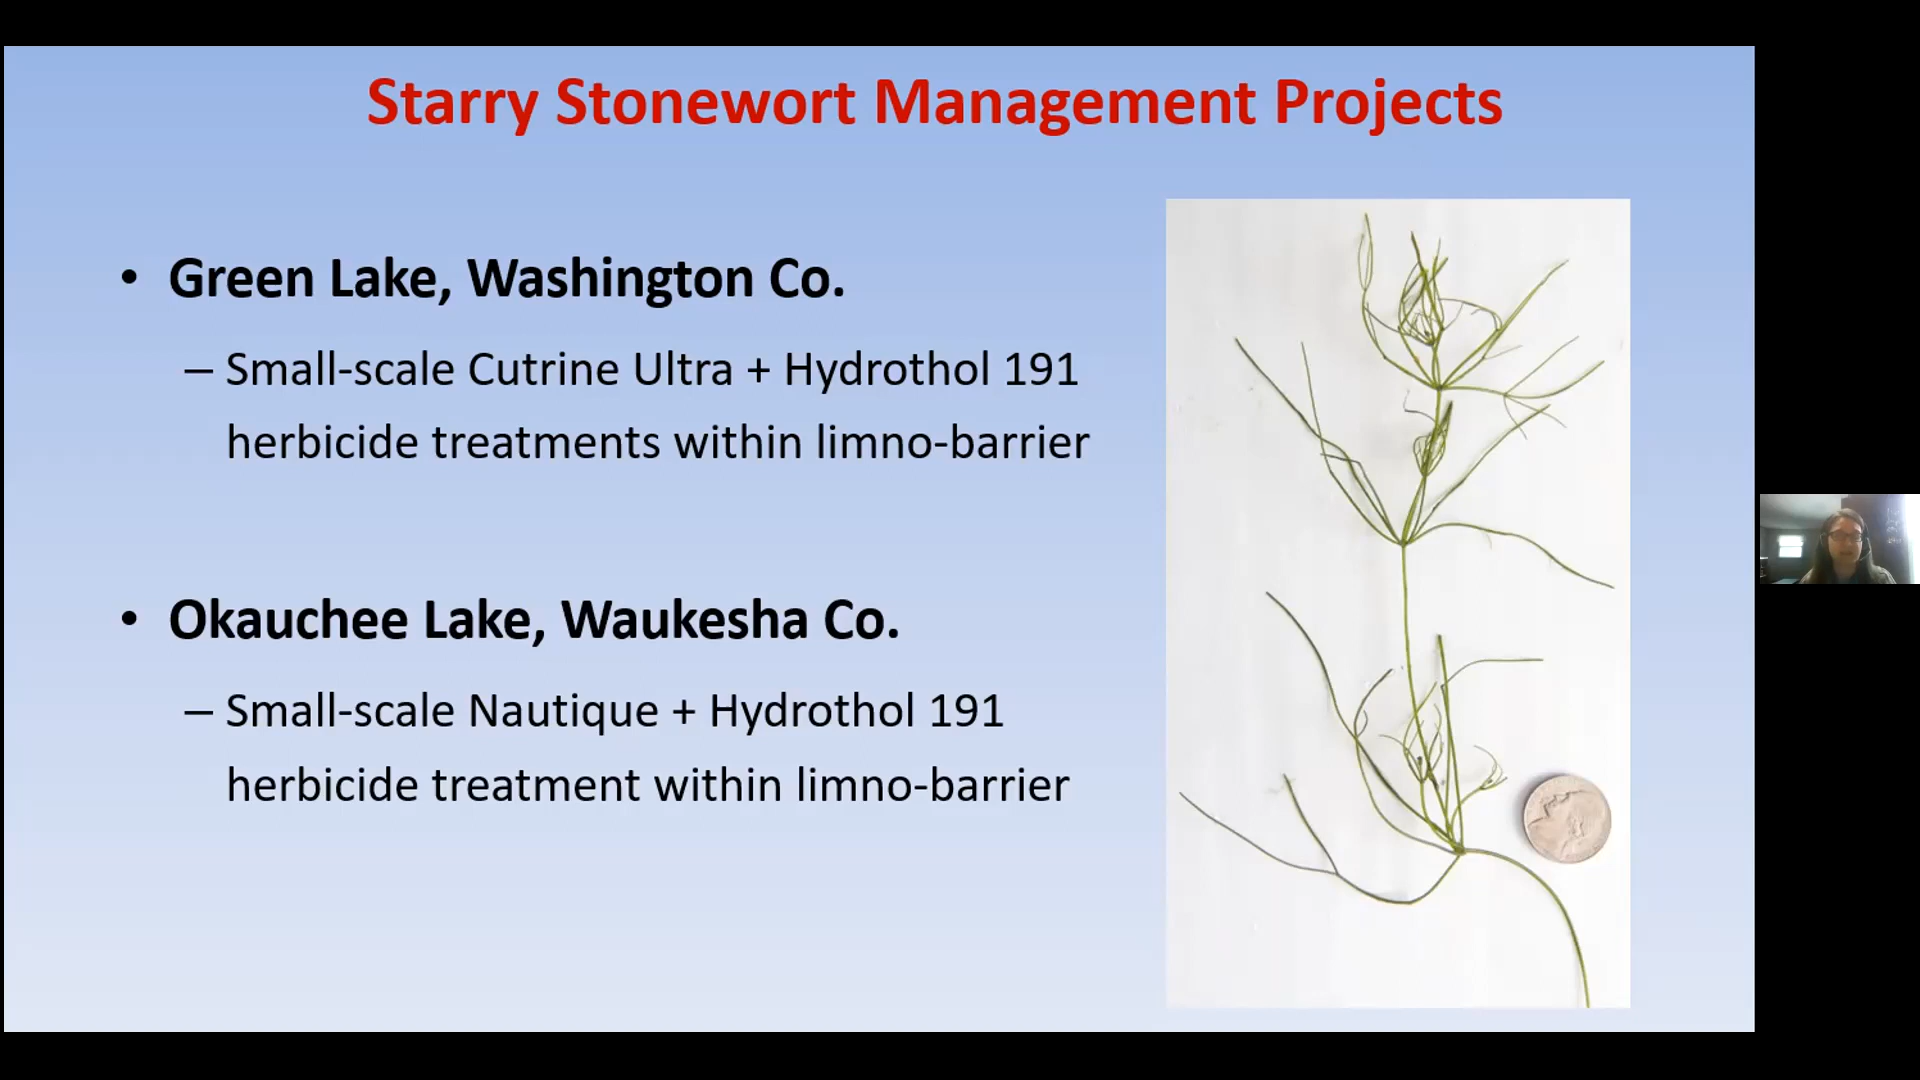 Starry Stonewort Management Projects
• Green Lake, Washington Co.
– Small-scale Cutrine Ultra + Hydrothol 191
herbicide treatments within limno-barrier
• Okauchee Lake, Waukesha Co.
– Small-scale Nautique + Hydrothol 191
herbicide treatment within limno-barrier